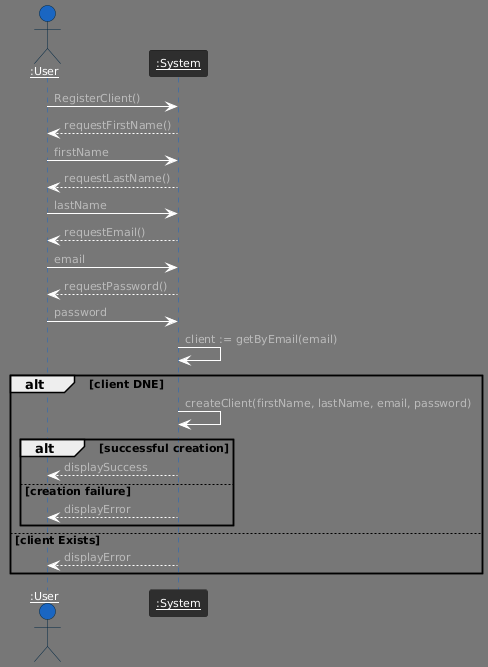 :User
:System
RegisterClient()
requestFirstName()
firstName
requestLastName()
lastName
requestEmail()
email
requestPassword()
password
client := getByEmail(email)
alt [client DNE]
createClient(firstName, lastName, email, password)
alt [successful creation]
displaySuccess
[creation failure]
displayError
[client Exists]
displayError
:User
:System